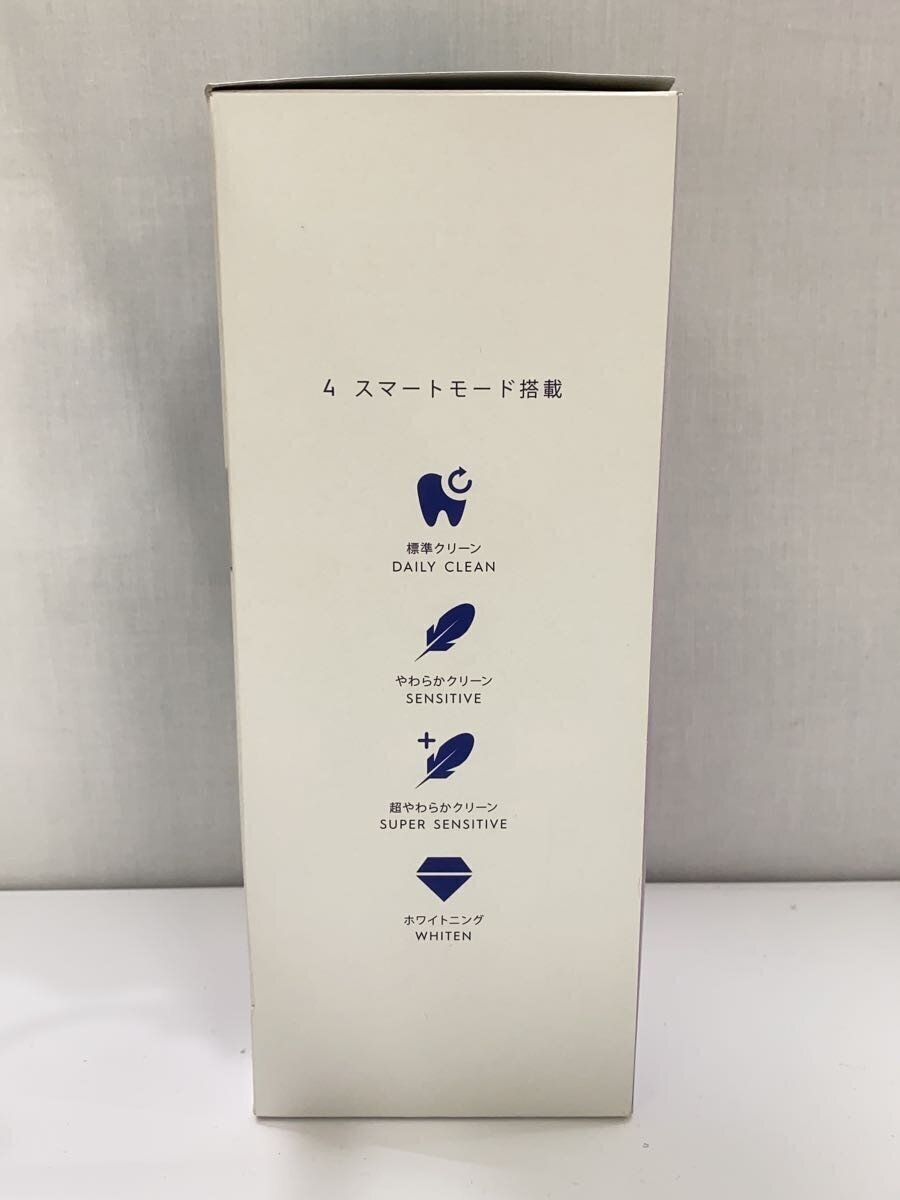 4 スマートモード搭載
標準クリーン
DAILY CLEAN
やわらかクリーン
SENSITIVE
超やわらかクリーン
SUPER SENSITIVE
ホワイトニング
WHITEN